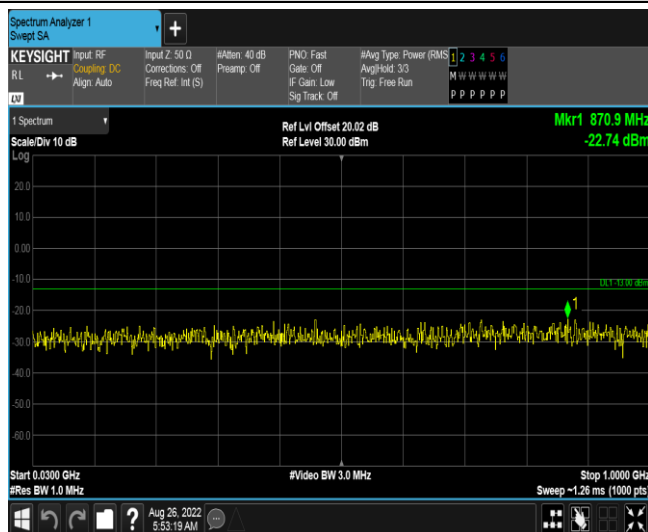 Spectrum Analyzer 1
Swept SA
KEYSIGHT
RL
LXI
Input: RF
Coupling: DC
Align: Auto
Input Z: 50 Ω
Corrections: Off
Freq Ref: Int (S)
#Atten: 40 dB
Preamp: Off
PNO: Fast
Gate: Off
IF Gain: Low
Sig Track: Off
#Avg Type: Power (RMS
Avg|Hold: 3/3
Trig: Free Run
1 2 3 4 5 6
M W W W W W
P P P P P P
1 Spectrum
Scale/Div 10 dB
Ref Lvl Offset 20.02 dB
Ref Level 30.00 dBm
Mkr1 870.9 MHz
-22.74 dBm
Log
20.0
10.0
0.00
-10.0
DL1 -13.00 dBm
1
-20.0
-30.0
-40.0
-50.0
-60.0
Start 0.0300 GHz
#Video BW 3.0 MHz
Stop 1.0000 GHz
#Res BW 1.0 MHz
Sweep ~1.26 ms (1000 pts)
?
Aug 26, 2022
5:53:19 AM